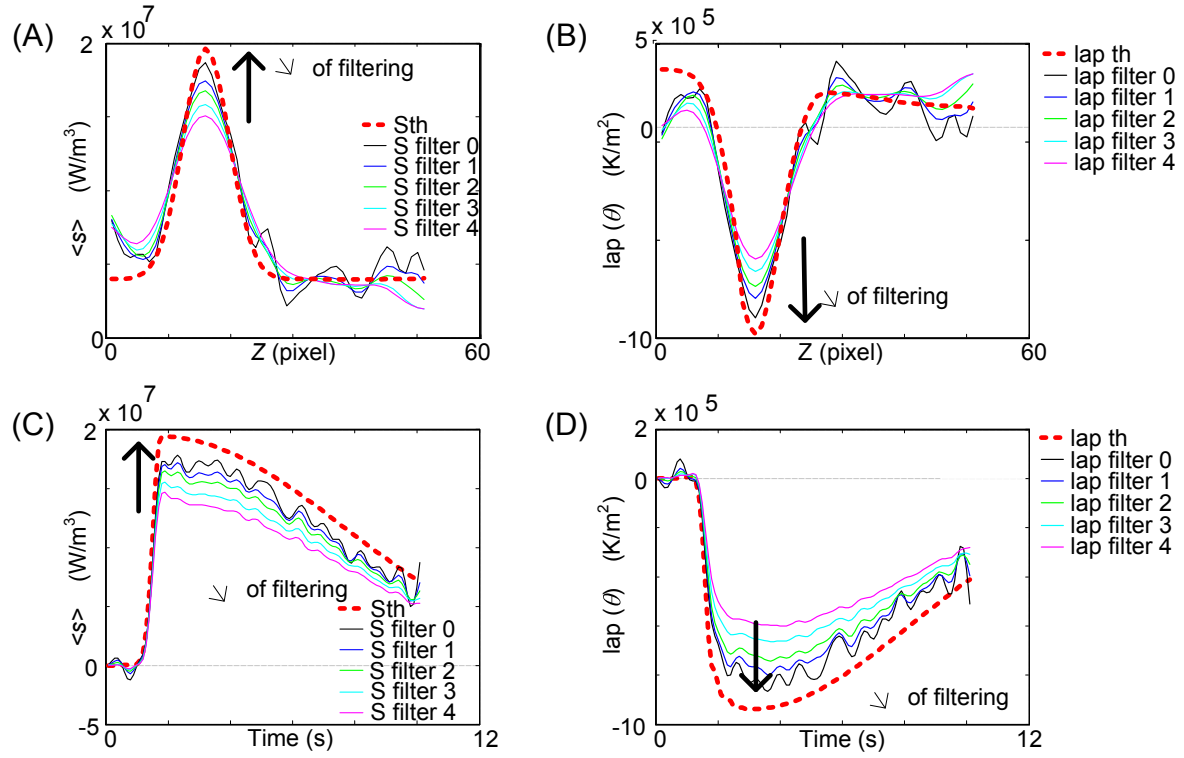 (A)
x 10 7
2
<s> (W/m3)
0
0
Z (pixel)
60
↘ of filtering
Sth
S filter 0
S filter 1
S filter 2
S filter 3
S filter 4
(B)
x 10 5
5
0
-10
lap (θ) (K/m2)
0
Z (pixel)
60
↘ of filtering
lap th
lap filter 0
lap filter 1
lap filter 2
lap filter 3
lap filter 4
(C)
x 10 7
2
0
-5
<s> (W/m3)
0
Time (s)
12
↘ of filtering
Sth
S filter 0
S filter 1
S filter 2
S filter 3
S filter 4
(D)
x 10 5
2
0
-10
lap (θ) (K/m2)
0
Time (s)
12
↘ of filtering
lap th
lap filter 0
lap filter 1
lap filter 2
lap filter 3
lap filter 4